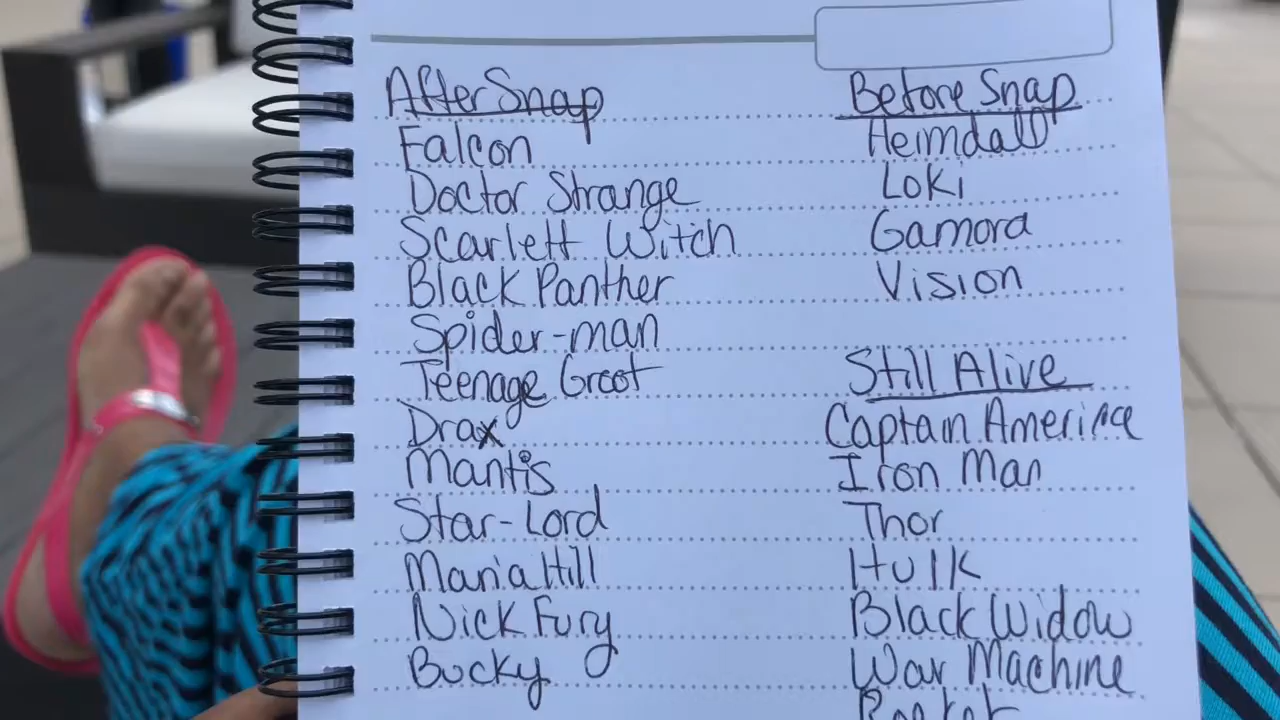 After Snap
Falcon
Doctor Strange
Scarlett Witch
Black Panther
Spider-man
Teenage Groot
Drax
Mantis
Star-Lord
Maria Hill
Nick Fury
Bucky
Before Snap
Heimdall
Loki
Gamora
Vision
Still Alive
Captain America
Iron Man
Thor
Hulk
Black Widow
War Machine
Rocket